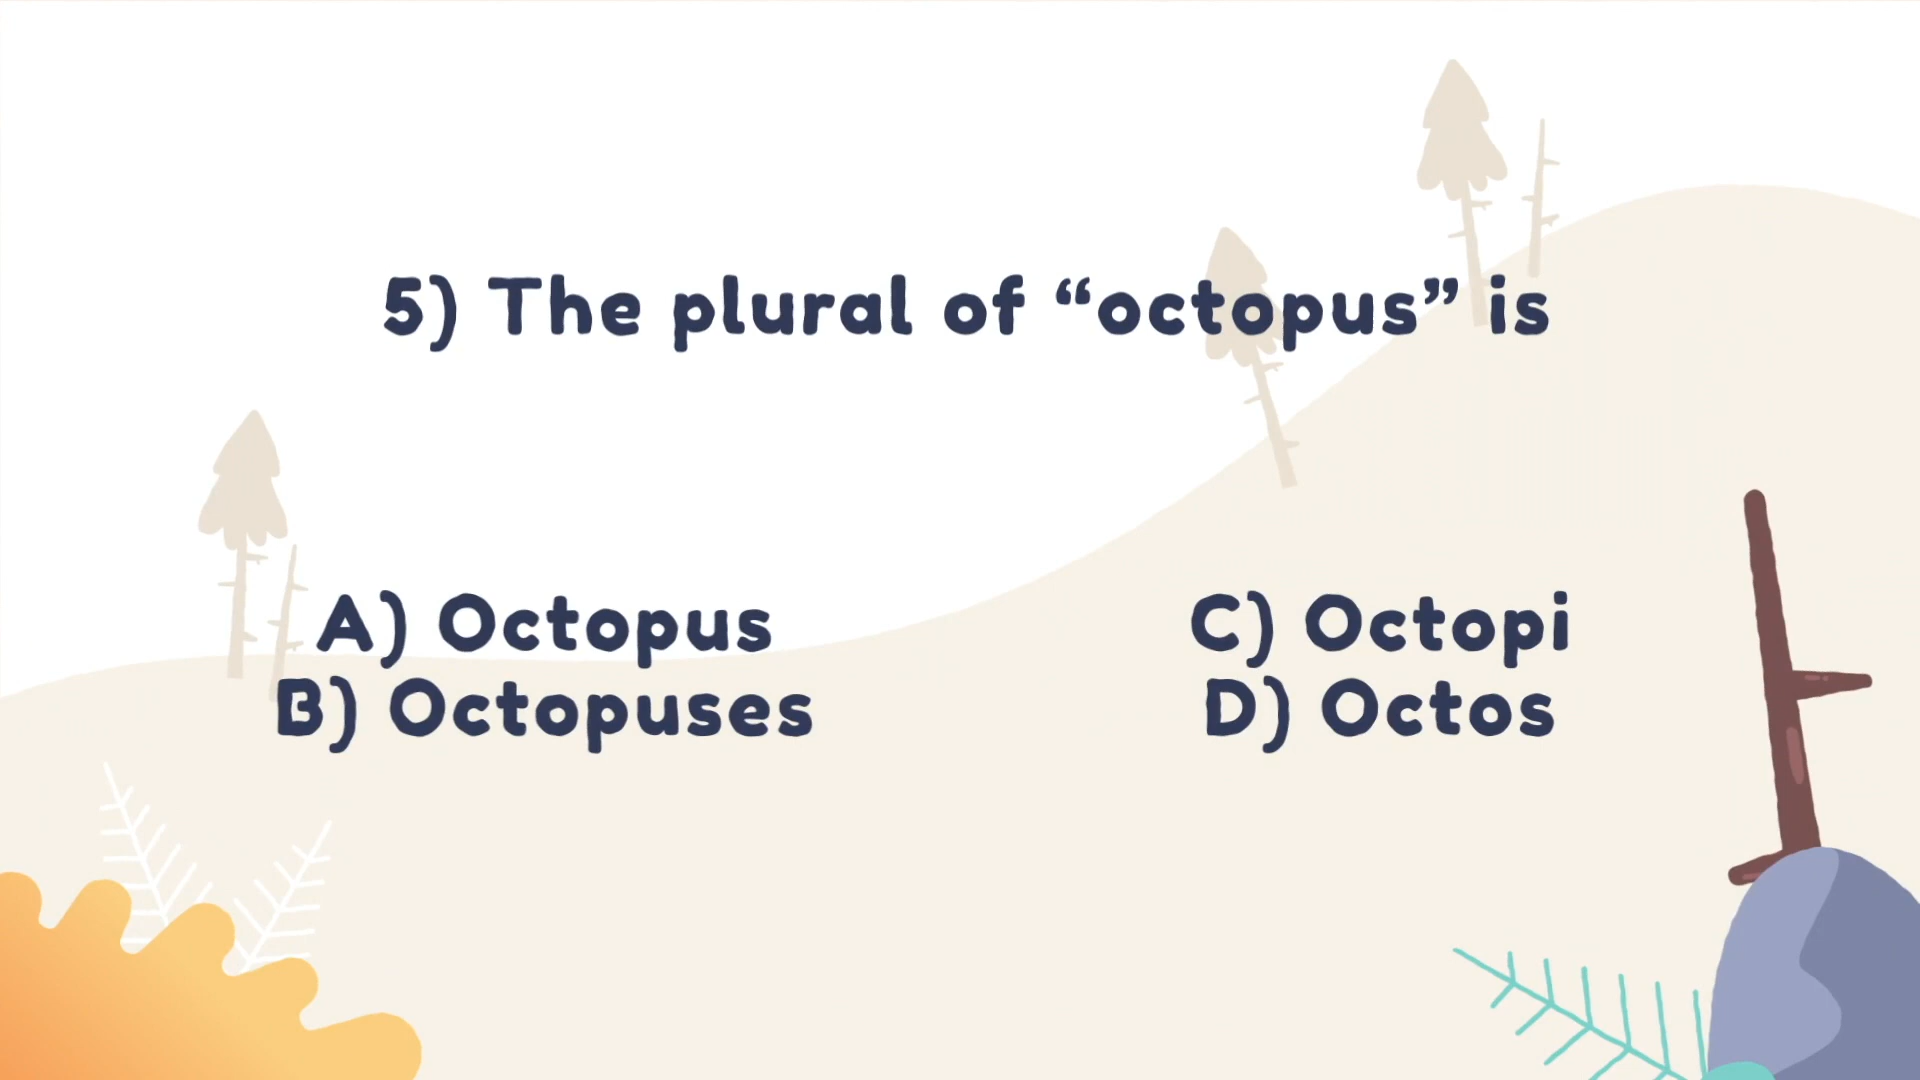 5) The plural of “octopus” is
A) Octopus
B) Octopuses
C) Octopi
D) Octos